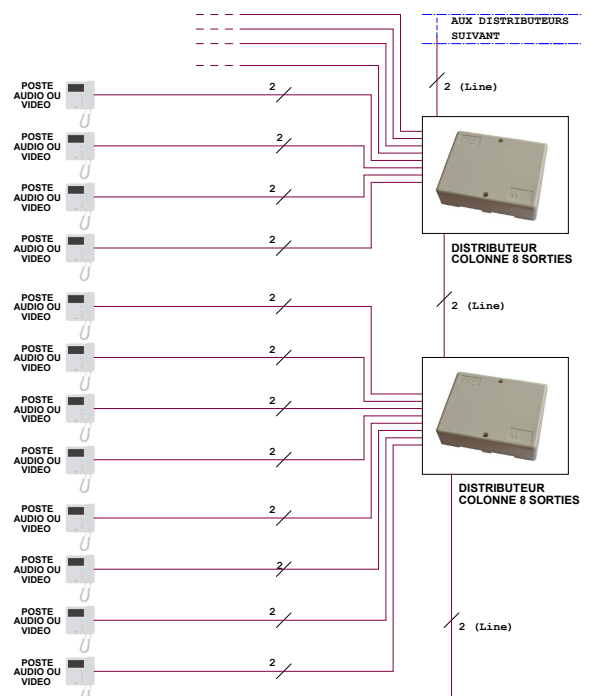 AUX DISTRIBUTEURS
SUIVANT
2 (Line)
POSTE
AUDIO OU
VIDEO
2
POSTE
AUDIO OU
VIDEO
2
POSTE
AUDIO OU
VIDEO
2
POSTE
AUDIO OU
VIDEO
2
DISTRIBUTEUR
COLONNE 8 SORTIES
2 (Line)
POSTE
AUDIO OU
VIDEO
2
POSTE
AUDIO OU
VIDEO
2
POSTE
AUDIO OU
VIDEO
2
POSTE
AUDIO OU
VIDEO
2
DISTRIBUTEUR
COLONNE 8 SORTIES
POSTE
AUDIO OU
VIDEO
2
POSTE
AUDIO OU
VIDEO
2
POSTE
AUDIO OU
VIDEO
2
2 (Line)
POSTE
AUDIO OU
VIDEO
2